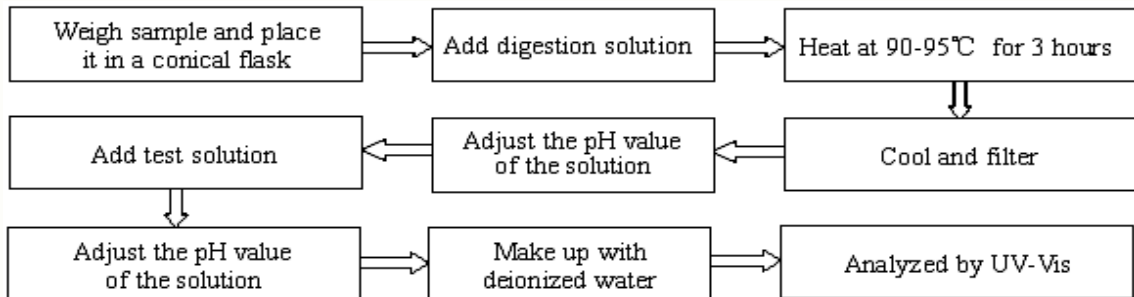 Weigh sample and place
it in a conical flask
Add digestion solution
Heat at 90-95℃ for 3 hours
Cool and filter
Adjust the pH value
of the solution
Add test solution
Adjust the pH value
of the solution
Make up with
deionized water
Analyzed by UV-Vis